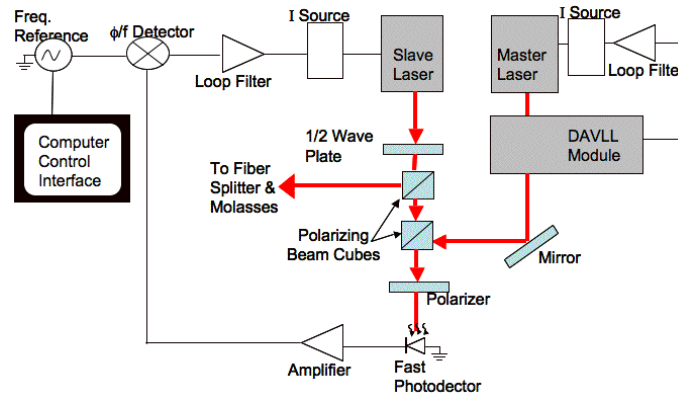 Freq.
Reference
ϕ/f Detector
I Source
Loop Filter
Slave
Laser
Master
Laser
I Source
Loop Filte
Computer
Control
Interface
1/2 Wave
Plate
DAVLL
Module
To Fiber
Splitter &
Molasses
Polarizing
Beam Cubes
Mirror
Polarizer
Amplifier
Fast
Photodector